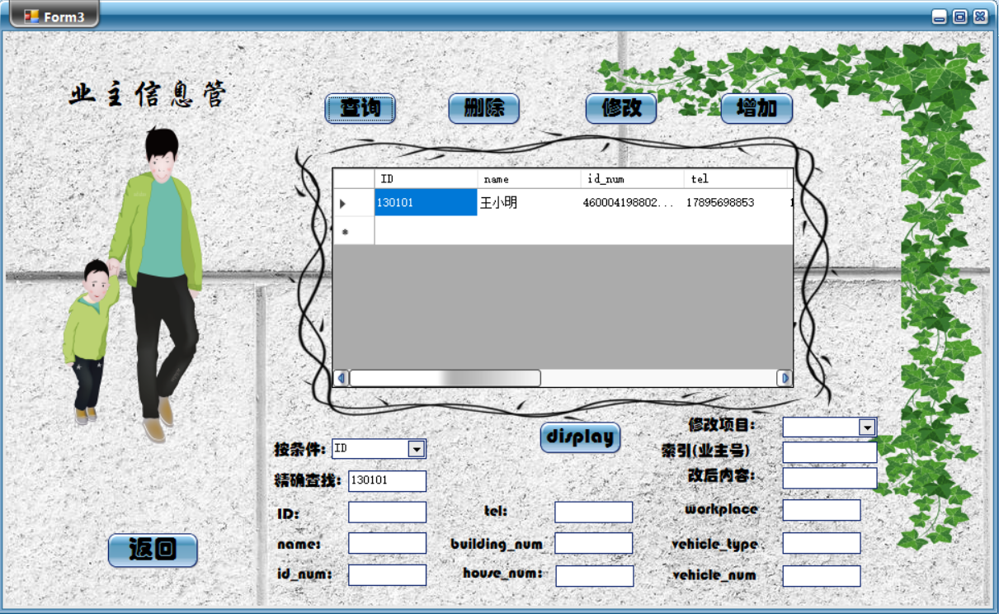 Form3
业主信息管
查询 删除 修改 增加
ID name id_num tel
130101 王小明 460004198802... 17895698853
display
修改项目:
按条件: ID
索引(业主号)
精确查找: 130101
改后内容:
ID: tel: workplace
name: building_num vehicle_type
返回
id_num: house_num: vehicle_num